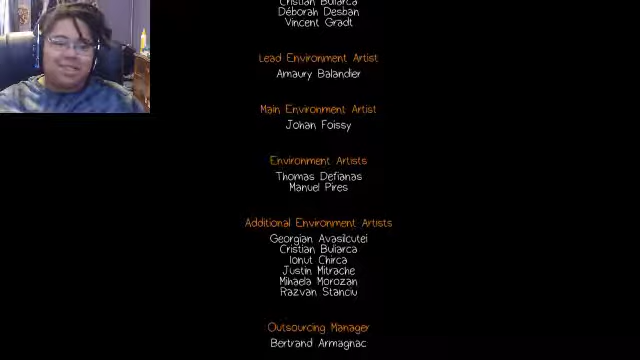 Cristian Bularca
Déborah Desban
Vincent Gradt
Lead Environment Artist
Amaury Balandier
Main Environment Artist
Johan Foissy
Environment Artists
Thomas Defianas
Manuel Pires
Additional Environment Artists
Georgian Avasilcutei
Cristian Bularca
Ionut Chirca
Justin Mitrache
Mihaela Morozan
Razvan Stanciu
Outsourcing Manager
Bertrand Armagnac